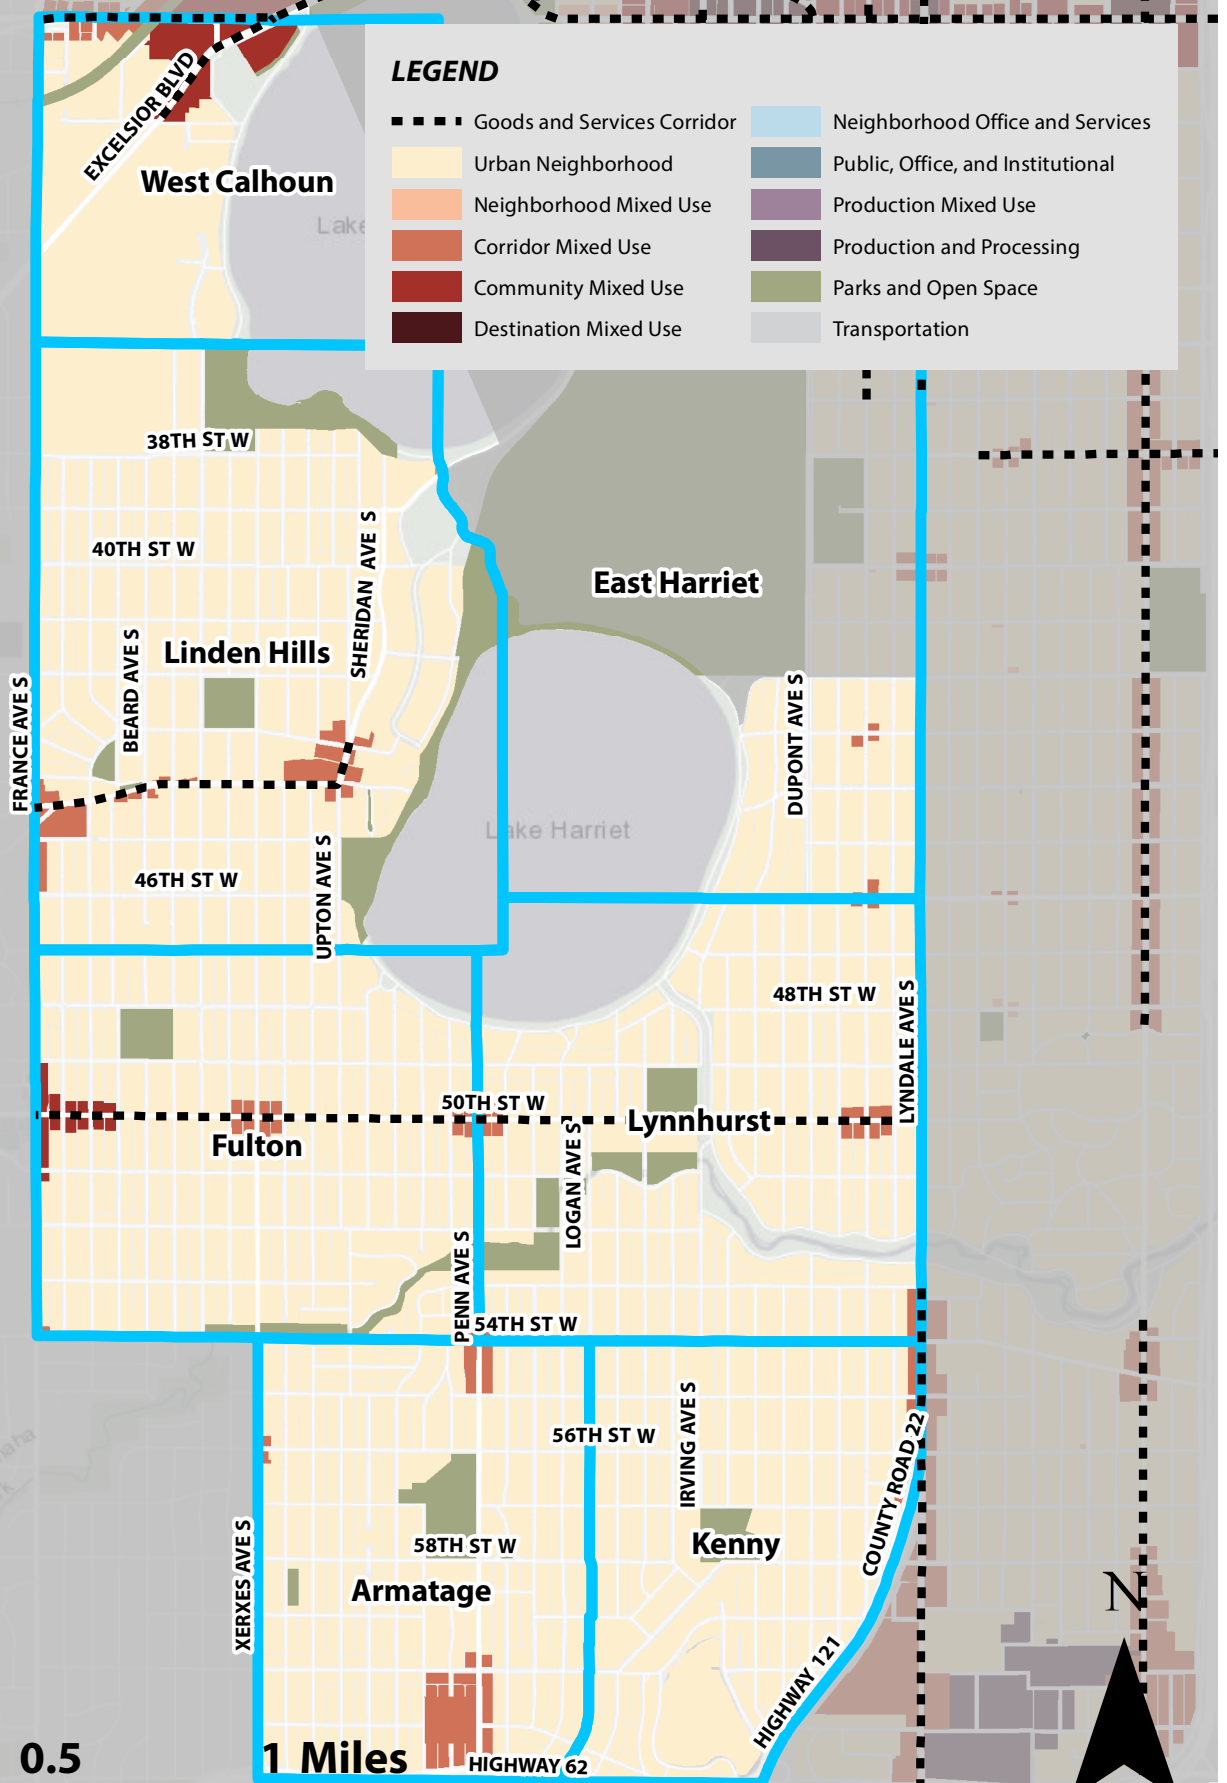 LEGEND
Goods and Services Corridor
Urban Neighborhood
Neighborhood Mixed Use
Corridor Mixed Use
Community Mixed Use
Destination Mixed Use
Neighborhood Office and Services
Public, Office, and Institutional
Production Mixed Use
Production and Processing
Parks and Open Space
Transportation
EXCELSIOR BLVD
West Calhoun
Lake
38TH ST W
40TH ST W
SHERIDAN AVE S
East Harriet
Linden Hills
BEARD AVE S
FRANCE AVE S
DUPONT AVE S
Lake Harriet
46TH ST W
UPTON AVE S
48TH ST W
LYNDALE AVE S
50TH ST W
Lynnhurst
Fulton
LOGAN AVE S
PENN AVE S
54TH ST W
IRVING AVE S
56TH ST W
COUNTY ROAD 22
58TH ST W
Kenny
Armatage
XERXES AVE S
N
HIGHWAY 121
0.5
1 Miles
HIGHWAY 62